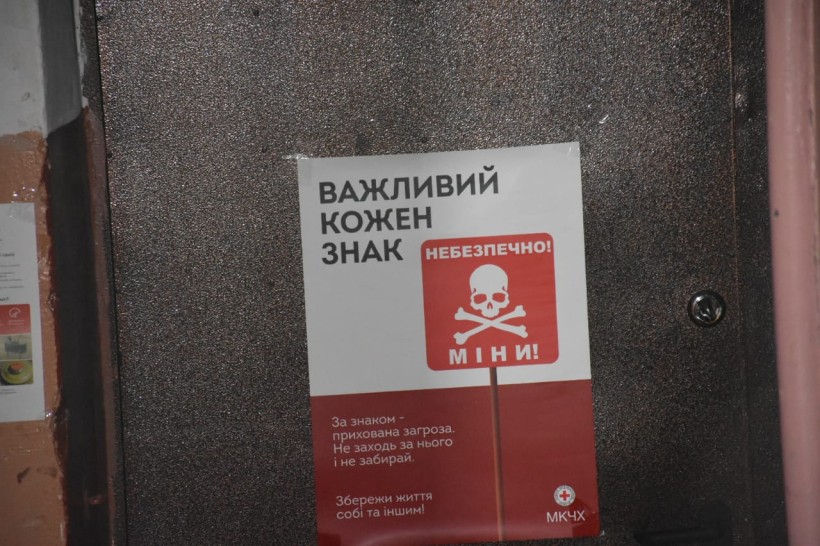 ВАЖЛИВИЙ
КОЖЕН
ЗНАК
НЕБЕЗПЕЧНО!
МІНИ!
За знаком -
прихована загроза.
Не заходь за нього
і не забирай.
Збережи життя
собі та іншим!
МКЧХ